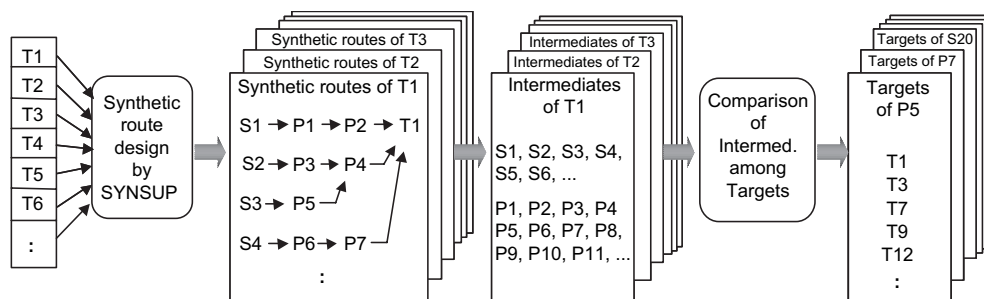 T1
T2
T3
T4
T5
T6
:
Synthetic
route
design
by
SYNSUP
Synthetic routes of T3
Synthetic routes of T2
Synthetic routes of T1
S1 → P1 → P2 → T1
S2 → P3 → P4
S3 → P5
S4 → P6 → P7
:
Intermediates of T3
Intermediates of T2
Intermediates
of T1
S1, S2, S3, S4,
S5, S6, ...
P1, P2, P3, P4
P5, P6, P7, P8,
P9, P10, P11, ...
Comparison
of
Intermed.
among
Targets
Targets of S20
Targets of P7
Targets
of P5
T1
T3
T7
T9
T12
: